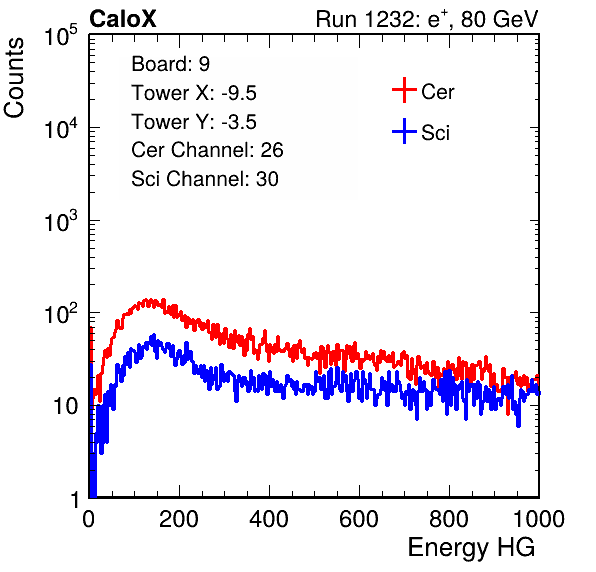 CaloX Run 1232: e⁺, 80 GeV
Board: 9
Tower X: -9.5
Tower Y: -3.5
Cer Channel: 26
Sci Channel: 30
Cer
Sci
Counts
10⁵
10⁴
10³
10²
10
1
0 200 400 600 800 1000
Energy HG